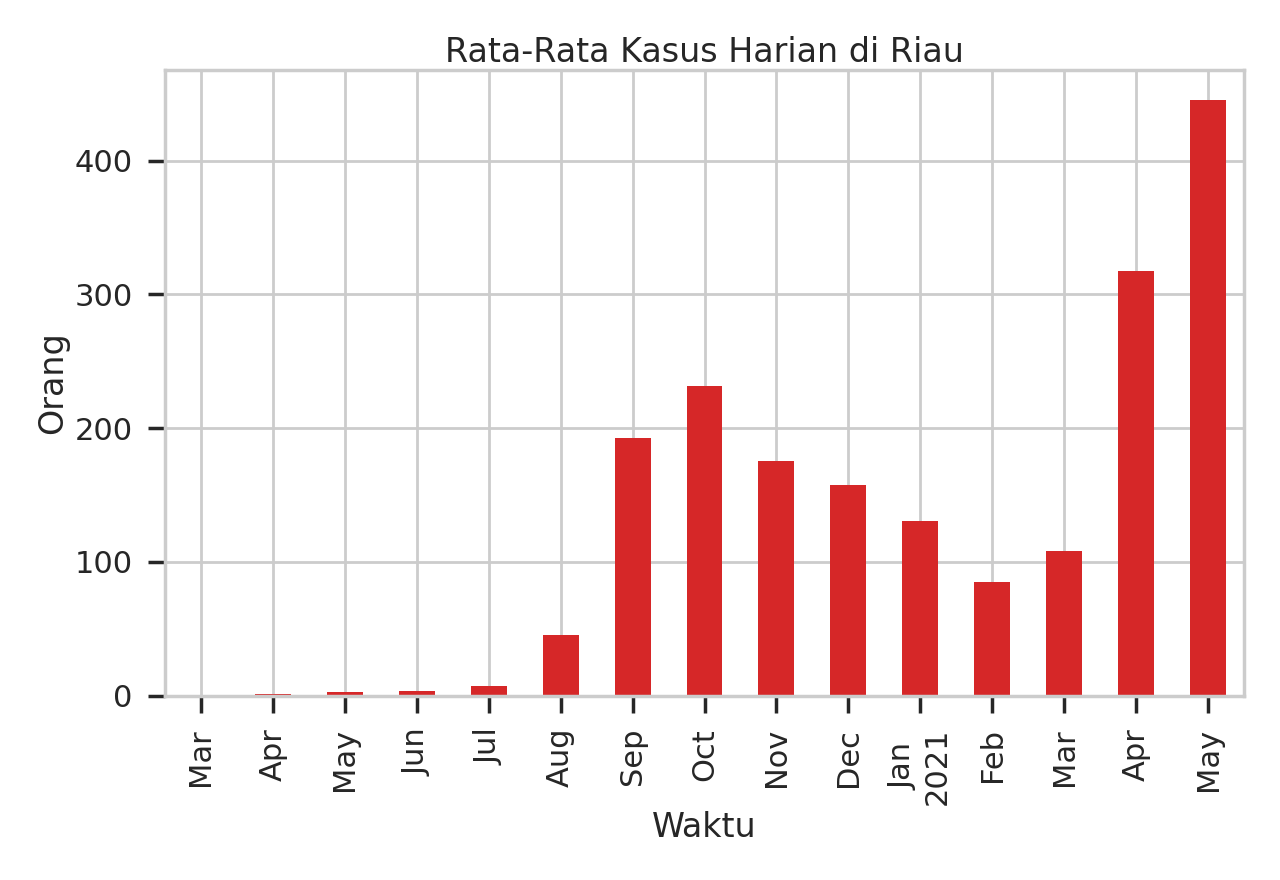 Rata-Rata Kasus Harian di Riau
Orang
400
300
200
100
0
Mar
Apr
May
Jun
Jul
Aug
Sep
Oct
Nov
Dec
Jan
2021
Feb
Mar
Apr
May
Waktu